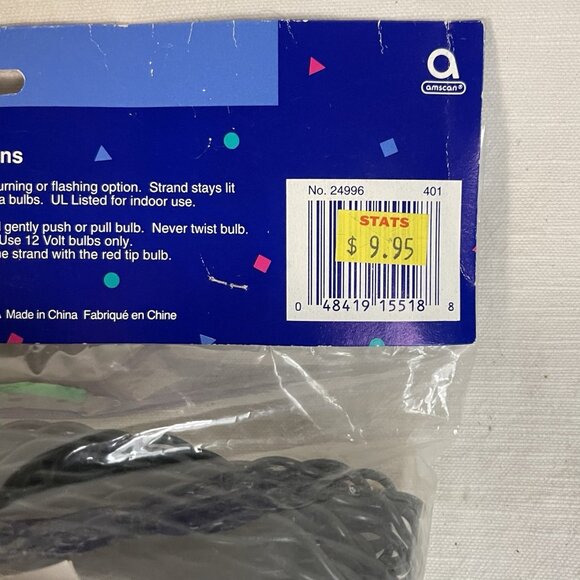 a
amscan®
ns
urning or flashing option. Strand stays lit
a bulbs. UL Listed for indoor use.
gently push or pull bulb. Never twist bulb.
Use 12 Volt bulbs only.
e strand with the red tip bulb.
Made in China Fabriqué en Chine
No. 24996 401
STATS
$ 9.95
0 48419 15518 8